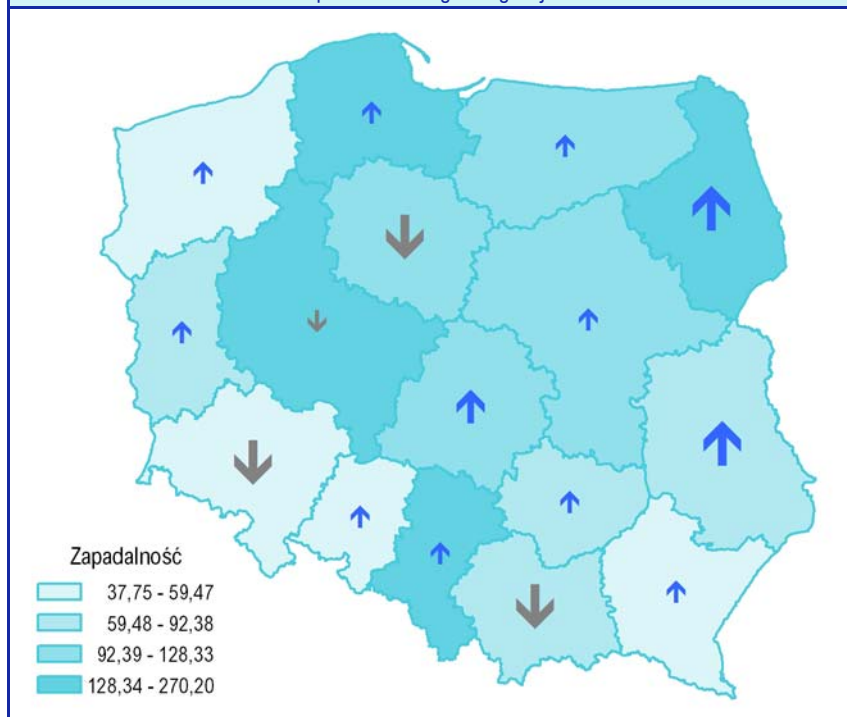 Zapadalność
37,75 - 59,47
59,48 - 92,38
92,39 - 128,33
128,34 - 270,20